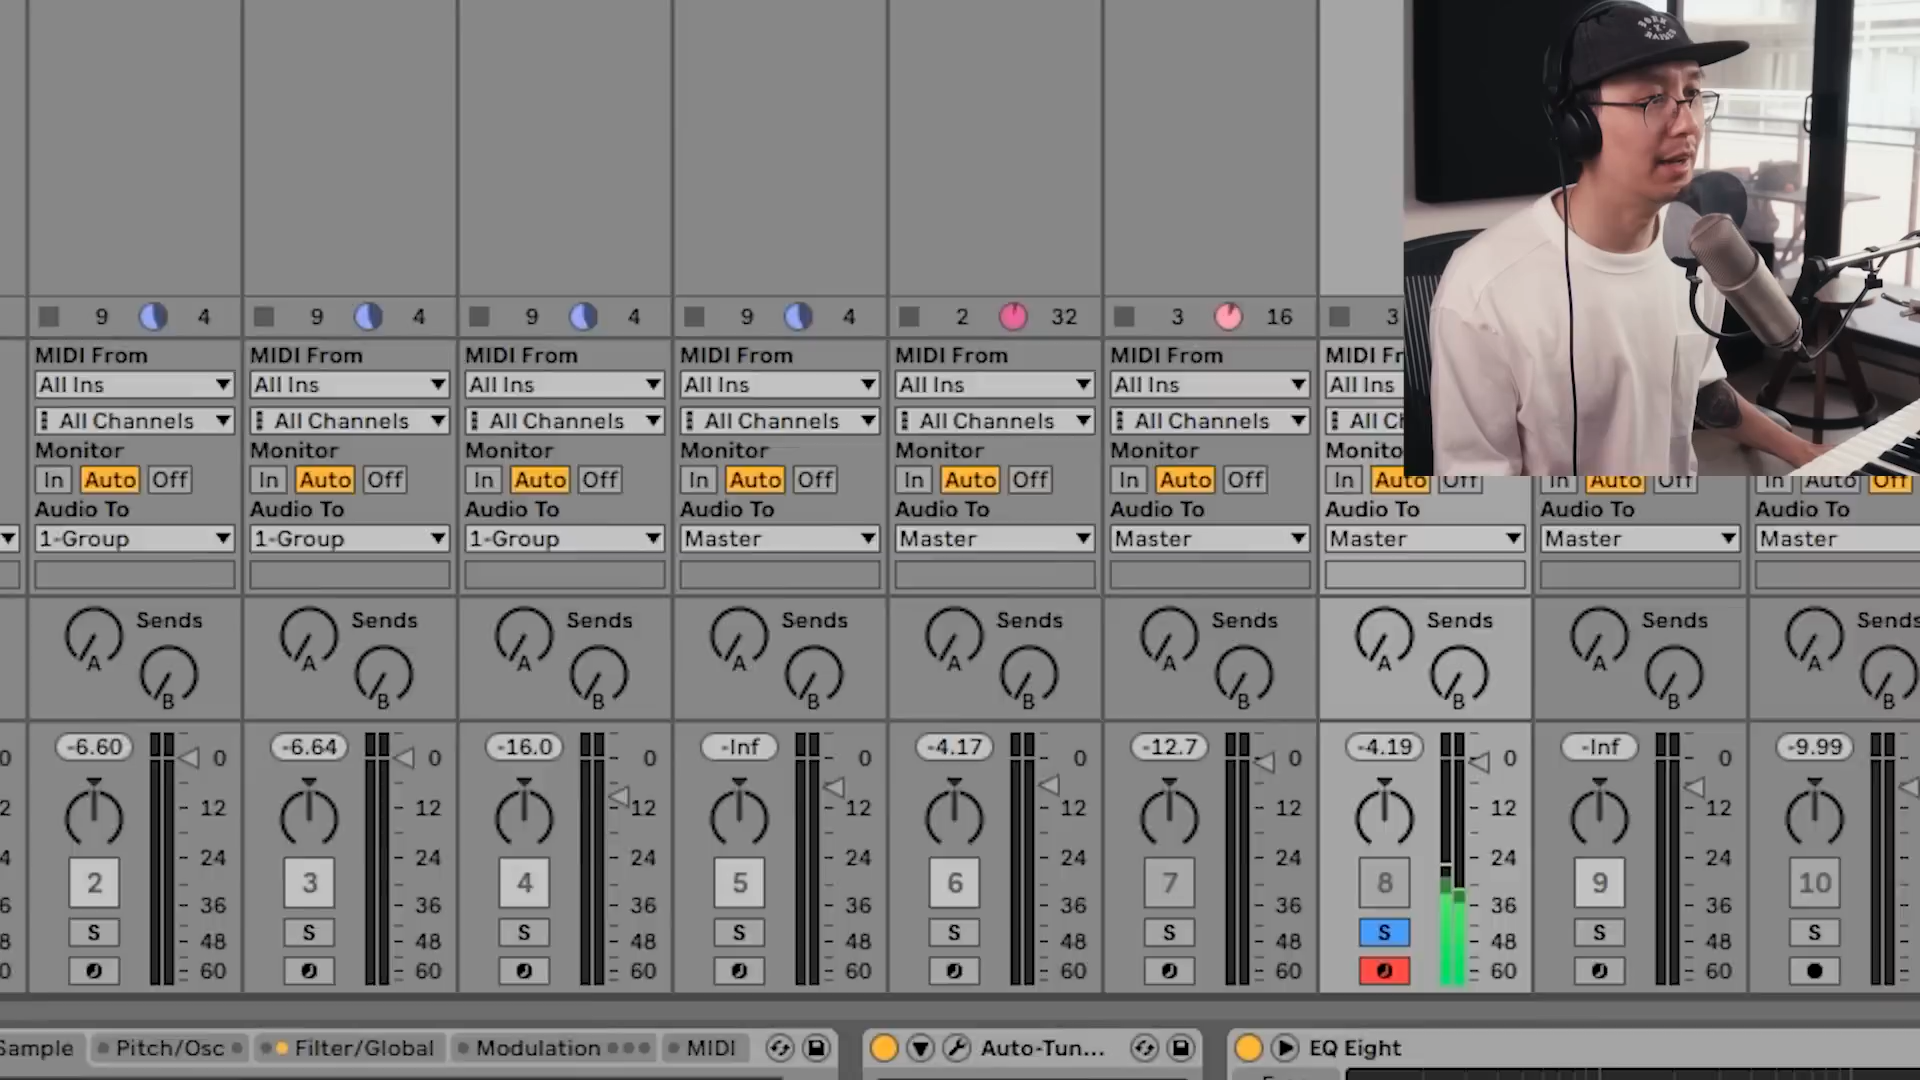 BORN X RAISED
9 4 9 4 9 4 9 4 2 32 3 16 3
MIDI From MIDI From MIDI From MIDI From MIDI From MIDI From MIDI Fr
All Ins All Ins All Ins All Ins All Ins All Ins All Ins
All Channels All Channels All Channels All Channels All Channels All Channels All C
Monitor Monitor Monitor Monitor Monitor Monitor Monito
In Auto Off In Auto Off In Auto Off In Auto Off In Auto Off In Auto Off In Auto Off In Auto Off In Auto Off
Audio To Audio To Audio To Audio To Audio To Audio To Audio To Audio To Audio To
1-Group 1-Group 1-Group Master Master Master Master Master Master
Sends Sends Sends Sends Sends Sends Sends Sends Sends
A A A A A A A A A
B B B B B B B B B
-6.60 -6.64 -16.0 -Inf -4.17 -12.7 -4.19 -Inf -9.99
0 0 0 0 0 0 0 0 0
2 12 12 12 12 12 12 12 12
4 24 24 24 24 24 24 24 24
2 3 4 5 6 7 8 9 10
6 36 36 36 36 36 36 36 36
S S S S S S S S S
8 48 48 48 48 48 48 48 48
0 60 60 60 60 60 60 60 60
Sample Pitch/Osc Filter/Global Modulation MIDI Auto-Tun... EQ Eight